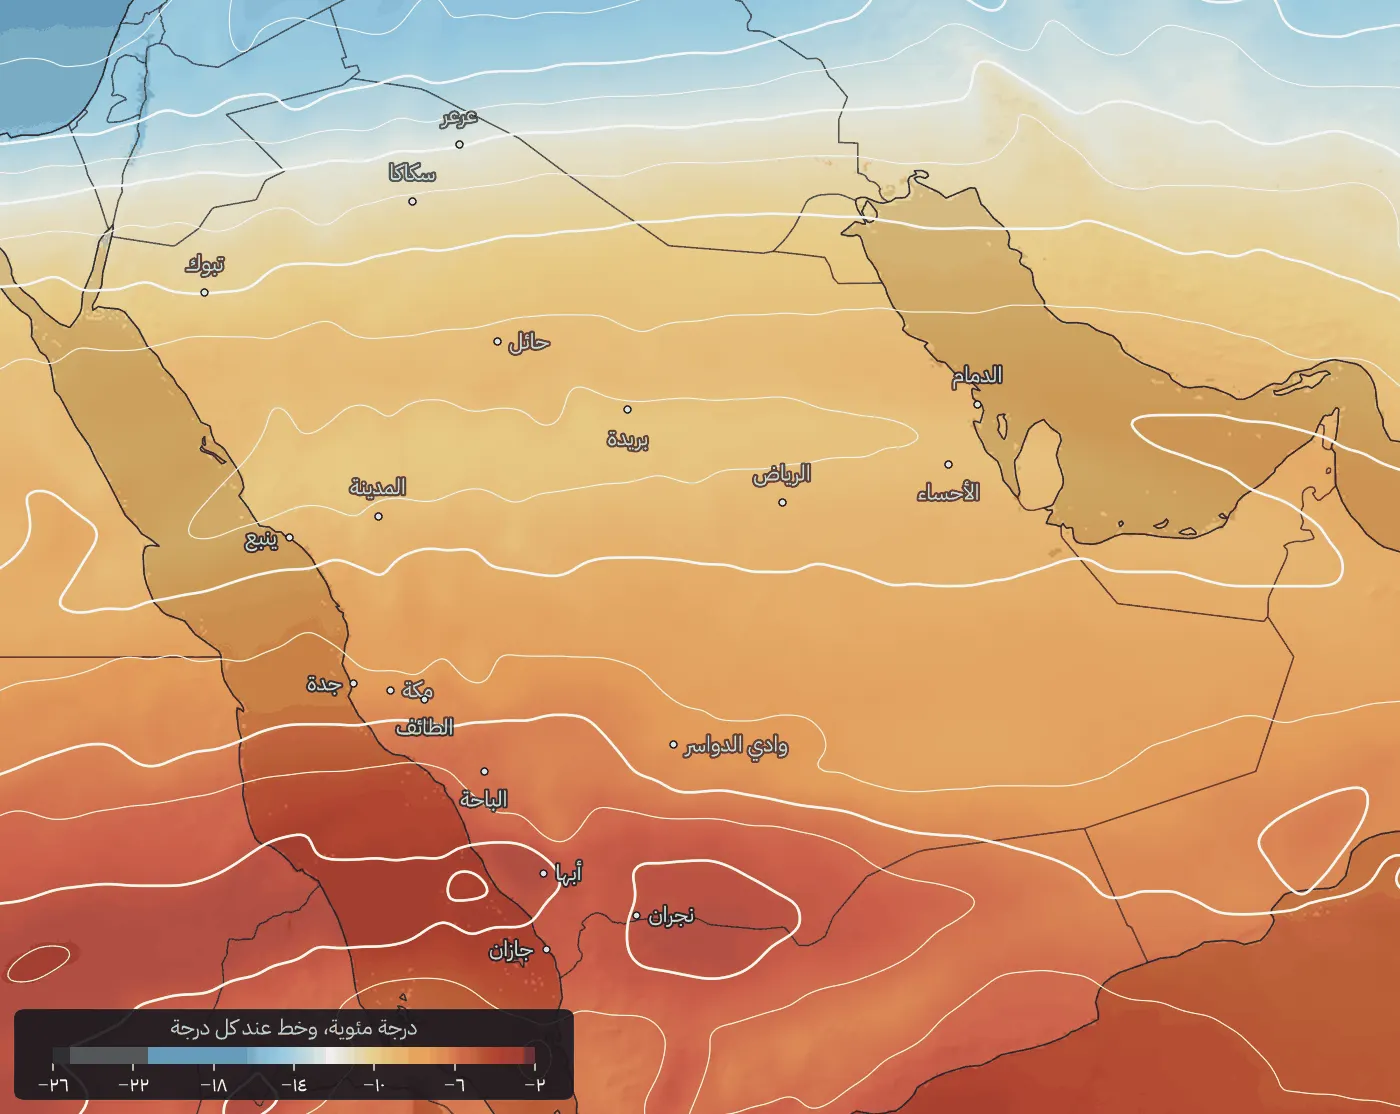 عرعر
سكاكا
تبوك
حائل
الدمام
بريدة
الرياض
المدينة
الأحساء
ينبع
جدة
مكة
الطائف
وادي الدواسر
الباحة
أبها
نجران
جازان
درجة مئوية، وخط عند كل درجة
−٢٦ −٢٢ −١٨ −١٤ −١٠ −٦ −٢